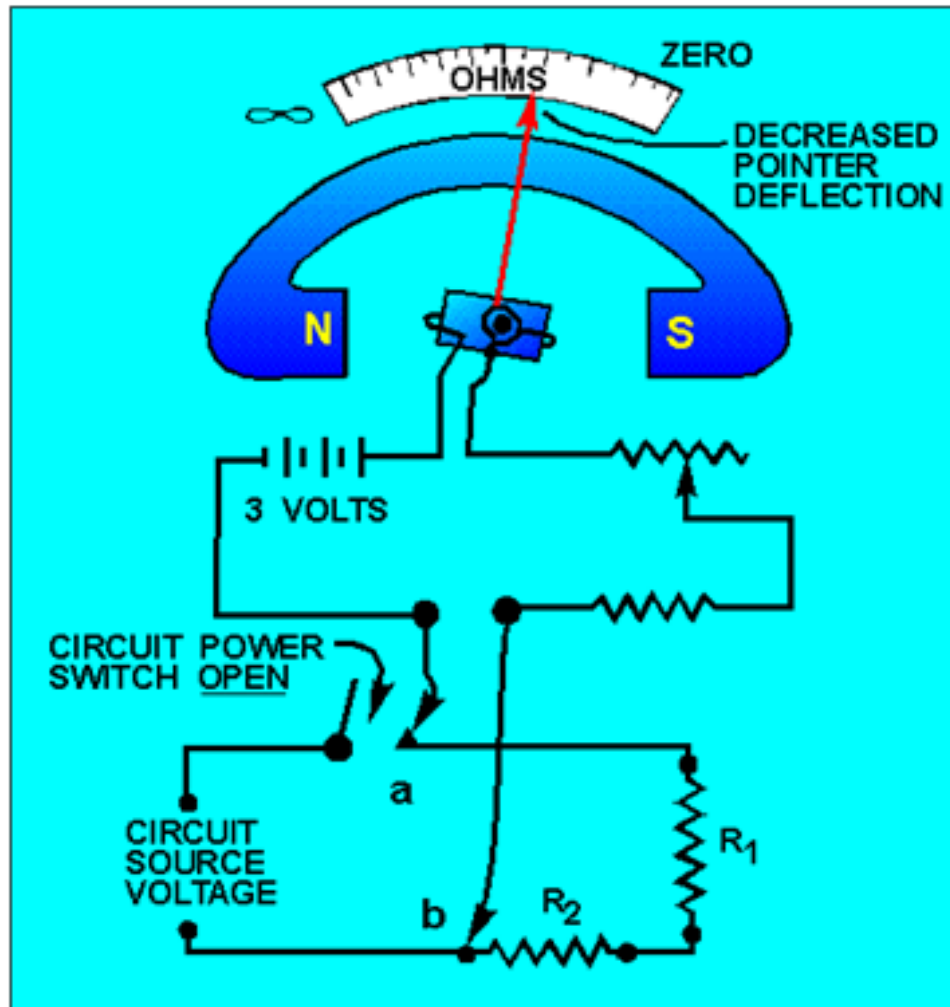 ZERO
OHMS
∞
DECREASED
POINTER
DEFLECTION
N
S
3 VOLTS
CIRCUIT POWER
SWITCH OPEN
a
CIRCUIT
SOURCE
VOLTAGE
R1
b
R2